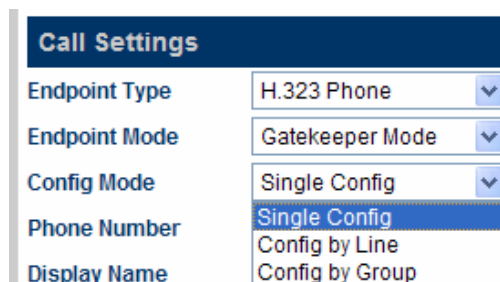 Call Settings
Endpoint Type H.323 Phone
Endpoint Mode Gatekeeper Mode
Config Mode Single Config
Phone Number Single Config
Config by Line
Display Name Config by Group